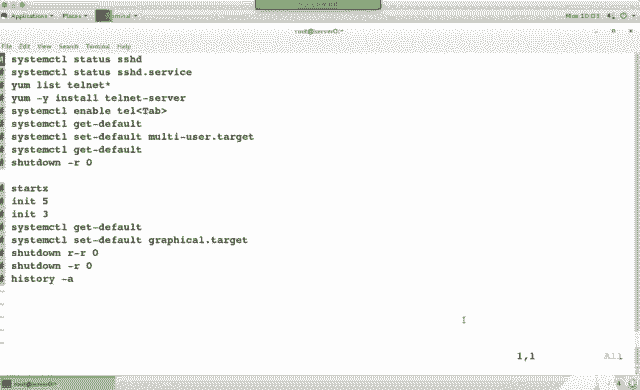 Applications Places Terminal Mon 10:03
root@server0:~
File Edit View Search Terminal Help
# systemctl status sshd
# systemctl status sshd.service
# yum list telnet*
# yum -y install telnet-server
# systemctl enable tel<Tab>
# systemctl get-default
# systemctl set-default multi-user.target
# systemctl get-default
# shutdown -r 0
# startx
# init 5
# init 3
# systemctl get-default
# systemctl set-default graphical.target
# shutdown r-r 0
# shutdown -r 0
# history -a
~
~
~
~
~
1,1 All
root@server0:~